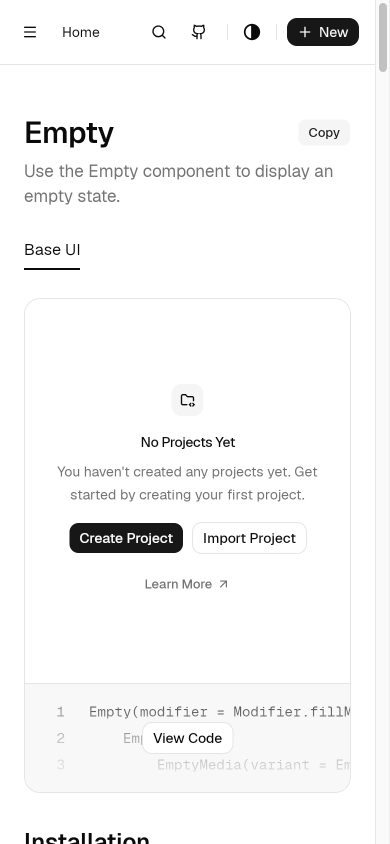 Home
New
Empty
Copy
Use the Empty component to display an
empty state.
Base UI
No Projects Yet
You haven't created any projects yet. Get
started by creating your first project.
Create Project
Import Project
Learn More
1 Empty(modifier = Modifier.fillM
2 Em
View Code
3 EmptyMedia(variant = Em
Installation